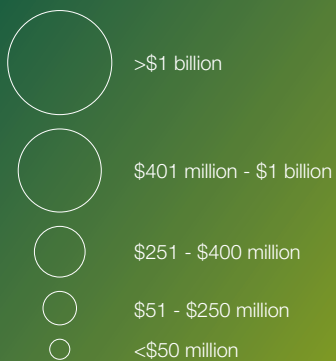 >$1 billion
$401 million - $1 billion
$251 - $400 million
$51 - $250 million
<$50 million